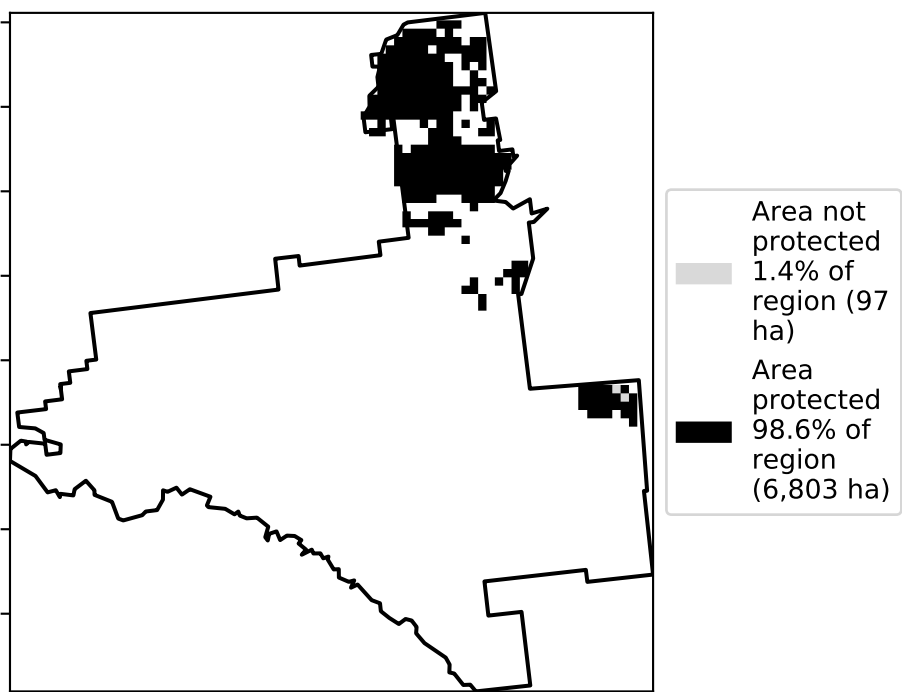 Area not
protected
1.4% of
region (97
ha)
Area
protected
98.6% of
region
(6,803 ha)